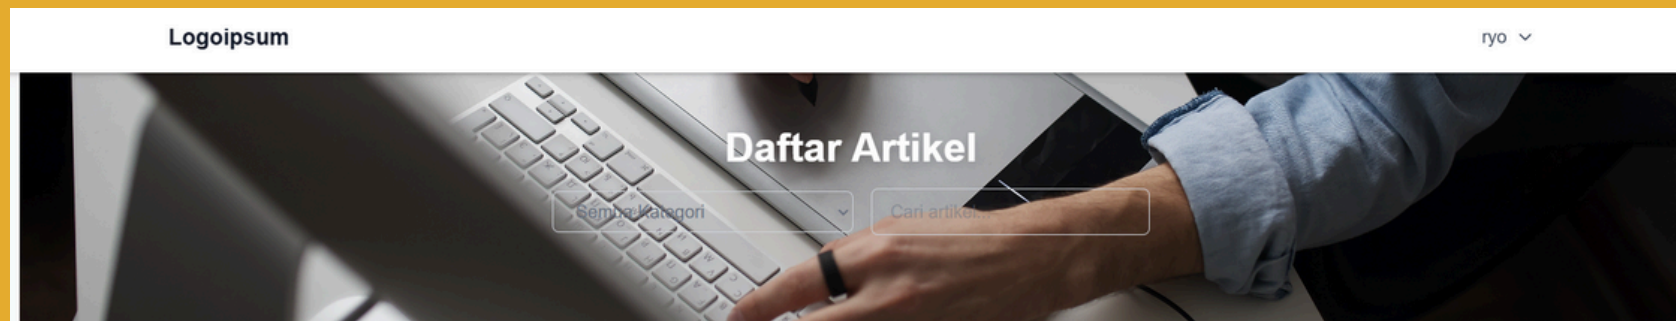 Logoipsum
ryo
Daftar Artikel
Semua Kategori
Cari artikel...